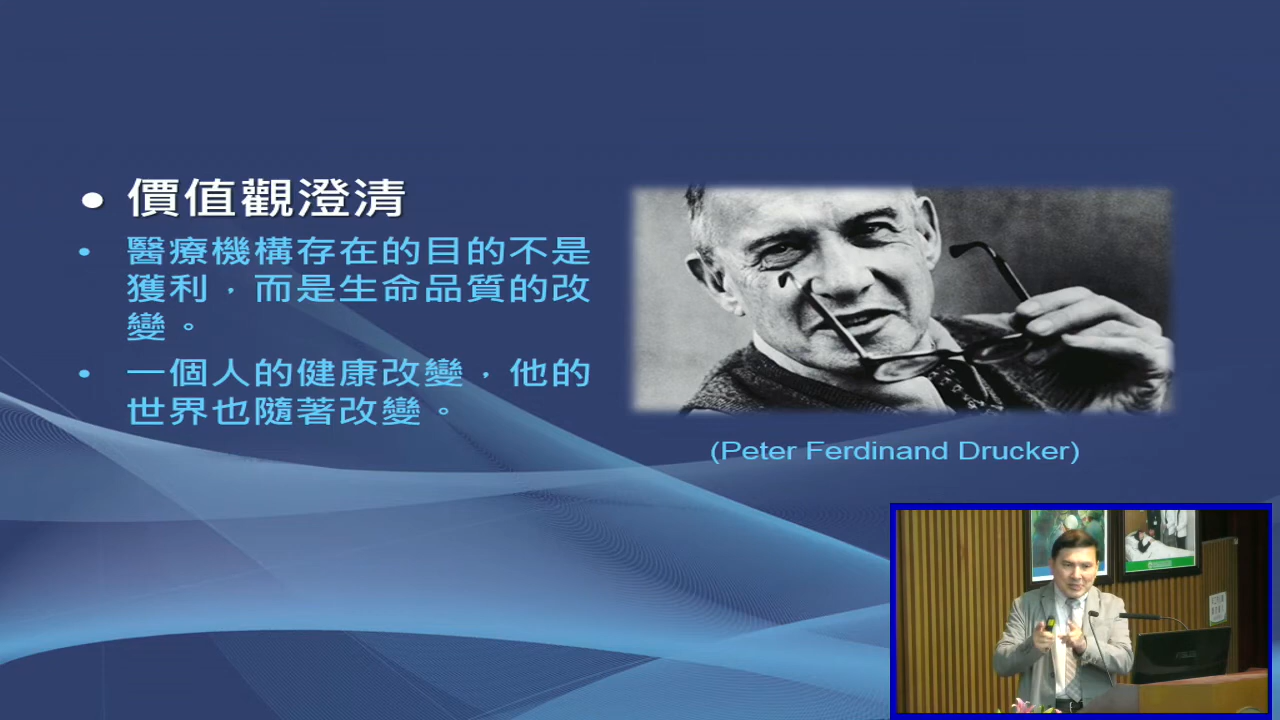 • 價值觀澄清
• 醫療機構存在的目的不是
獲利，而是生命品質的改
變。
• 一個人的健康改變，他的
世界也隨著改變。
(Peter Ferdinand Drucker)